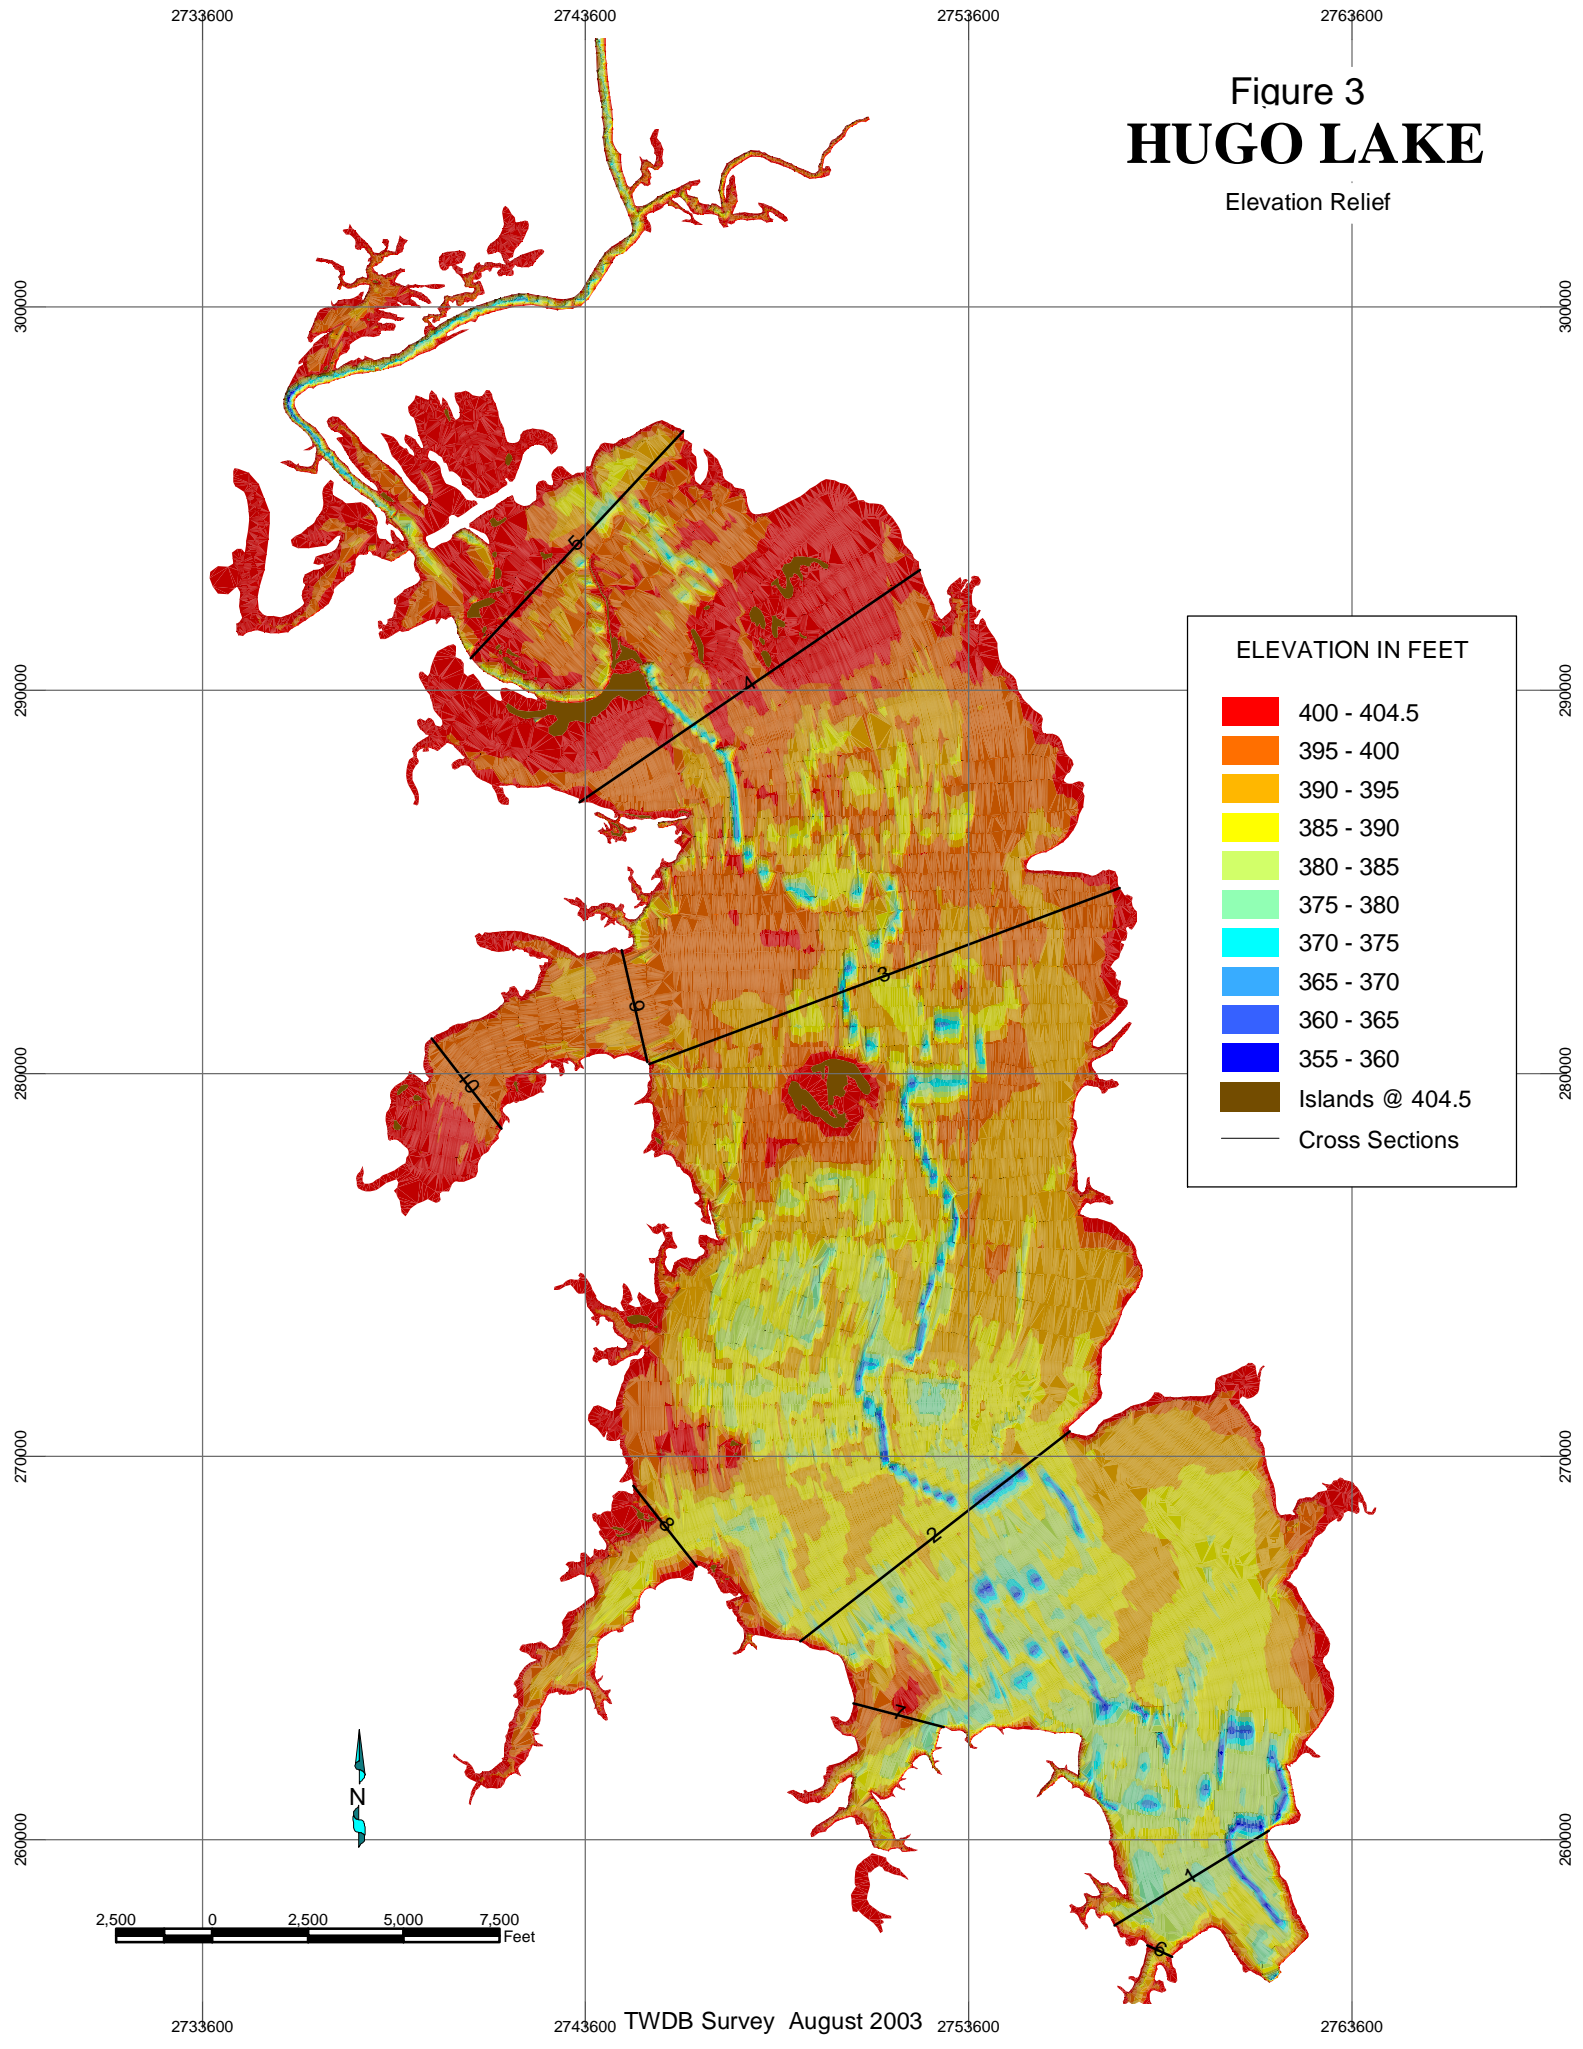 2733600 2743600 2753600 2763600
Figure 3
HUGO LAKE
Elevation Relief
300000 300000
5
4
290000 290000
ELEVATION IN FEET
400 - 404.5
395 - 400
390 - 395
385 - 390
380 - 385
375 - 380
370 - 375
365 - 370
360 - 365
355 - 360
Islands @ 404.5
Cross Sections
3
9
280000 280000
10
270000 270000
8
2
7
N
260000 260000
1
6
2,500 0 2,500 5,000 7,500
Feet
TWDB Survey August 2003
2733600 2743600 2753600 2763600